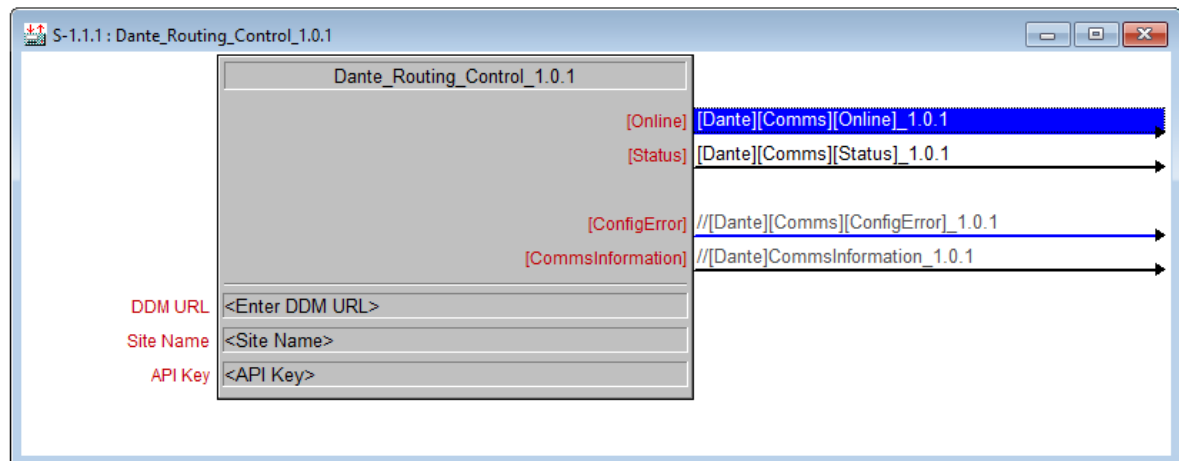 S-1.1.1 : Dante_Routing_Control_1.0.1
Dante_Routing_Control_1.0.1
[Online] [Dante][Comms][Online]_1.0.1
[Status] [Dante][Comms][Status]_1.0.1
[ConfigError] //[Dante][Comms][ConfigError]_1.0.1
[CommsInformation] //[Dante]CommsInformation_1.0.1
DDM URL <Enter DDM URL>
Site Name <Site Name>
API Key <API Key>